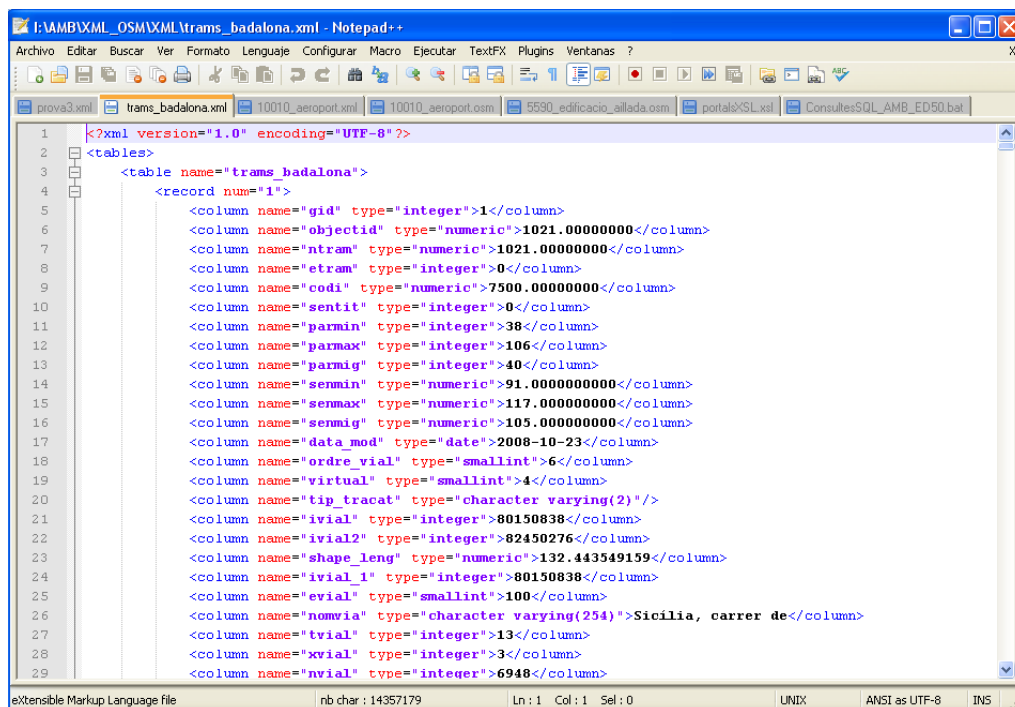 I:\AMB\XML_OSM\XML\trams_badalona.xml - Notepad++
Archivo Editar Buscar Ver Formato Lenguaje Configurar Macro Ejecutar TextFX Plugins Ventanas ? X
prova3.xml trams_badalona.xml 10010_aeroport.xml 10010_aeroport.osm 5590_edificacio_aillada.osm portalsXSL.xsl ConsultesSQL_AMB_ED50.bat
1 <?xml version="1.0" encoding="UTF-8"?>
2 <tables>
3 <table name="trams_badalona">
4 <record num="1">
5 <column name="gid" type="integer">1</column>
6 <column name="objectid" type="numeric">1021.00000000</column>
7 <column name="ntram" type="numeric">1021.00000000</column>
8 <column name="etram" type="integer">0</column>
9 <column name="codi" type="numeric">7500.00000000</column>
10 <column name="sentit" type="integer">0</column>
11 <column name="parmin" type="integer">38</column>
12 <column name="parmax" type="integer">106</column>
13 <column name="parmig" type="integer">40</column>
14 <column name="senmin" type="numeric">91.0000000000</column>
15 <column name="senmax" type="numeric">117.000000000</column>
16 <column name="senmig" type="numeric">105.000000000</column>
17 <column name="data_mod" type="date">2008-10-23</column>
18 <column name="ordre_vial" type="smallint">6</column>
19 <column name="virtual" type="smallint">4</column>
20 <column name="tip_tracat" type="character varying(2)"/>
21 <column name="ivial" type="integer">80150838</column>
22 <column name="ivial2" type="integer">82450276</column>
23 <column name="shape_leng" type="numeric">132.443549159</column>
24 <column name="ivial_1" type="integer">80150838</column>
25 <column name="evial" type="smallint">100</column>
26 <column name="nomvia" type="character varying(254)">Sicília, carrer de</column>
27 <column name="tvial" type="integer">13</column>
28 <column name="xvial" type="integer">3</column>
29 <column name="nvial" type="integer">6948</column>
eXtensible Markup Language file nb char : 14357179 Ln : 1 Col : 1 Sel : 0 UNIX ANSI as UTF-8 INS